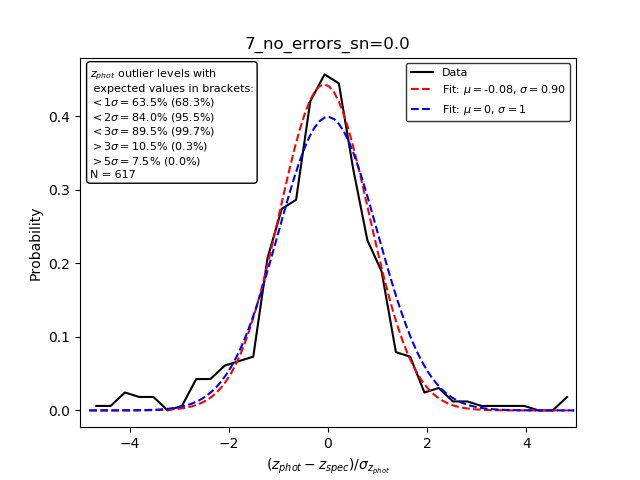 7_no_errors_sn=0.0
z_phot outlier levels with
expected values in brackets:
< 1σ = 63.5% (68.3%)
< 2σ = 84.0% (95.5%)
< 3σ = 89.5% (99.7%)
> 3σ = 10.5% (0.3%)
> 5σ = 7.5% (0.0%)
N = 617
Data
Fit: μ = -0.08, σ = 0.90
Fit: μ = 0, σ = 1
Probability
0.4
0.3
0.2
0.1
0.0
−4 −2 0 2 4
(z_phot − z_spec)/σ_z_phot